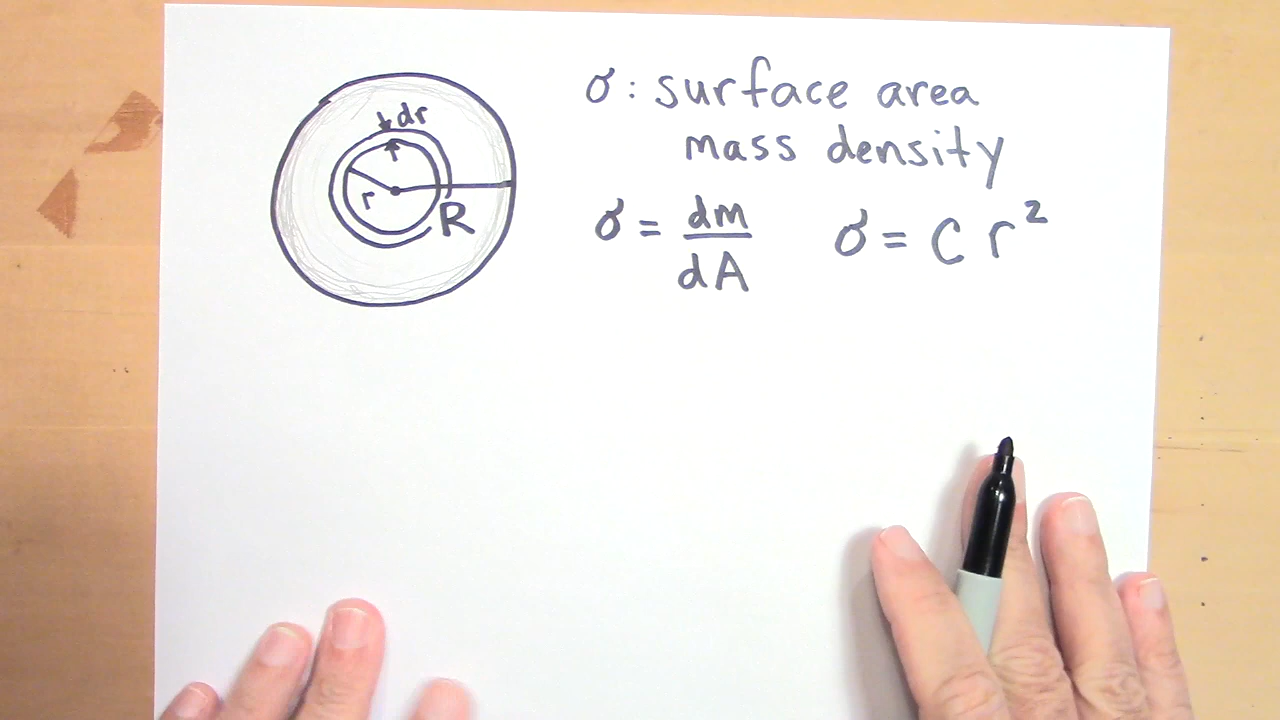 dr
r
R
σ: surface area
mass density
σ = dm/dA
σ = C r²